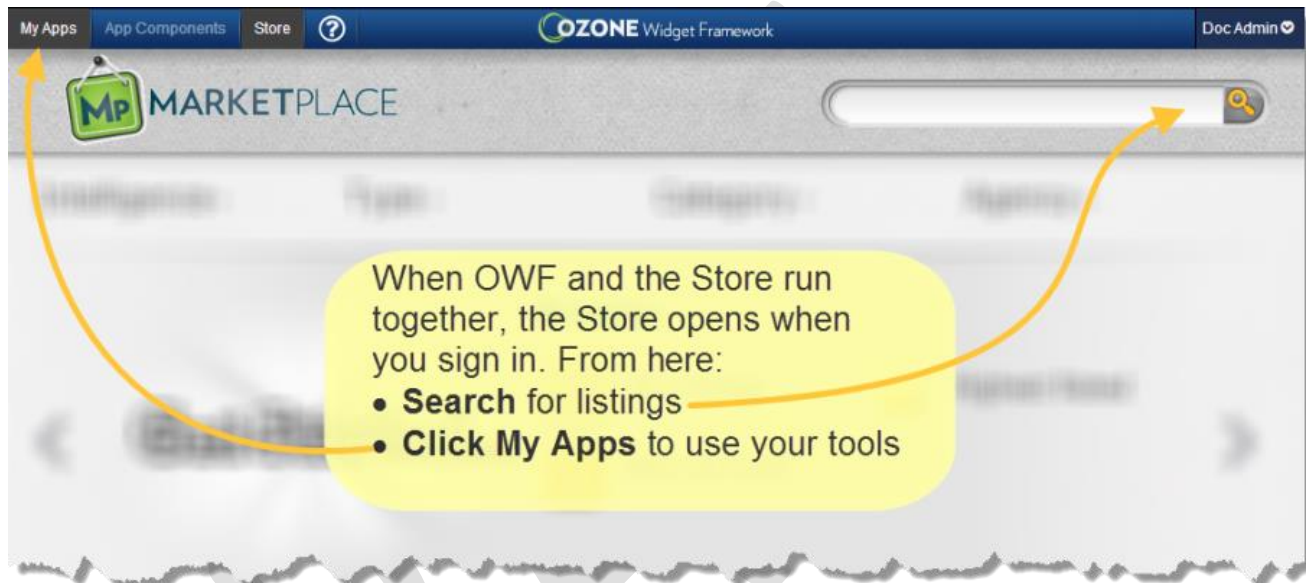 My Apps App Components Store ? OZONE Widget Framework Doc Admin
MP MARKETPLACE
When OWF and the Store run
together, the Store opens when
you sign in. From here:
• Search for listings
• Click My Apps to use your tools